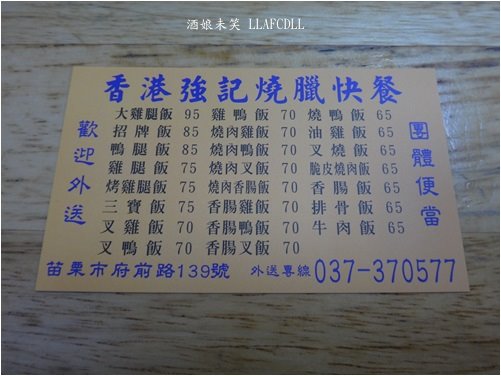 酒娘未笑 LLAFCDLL
香港強記燒臘快餐
歡迎外送
大雞腿飯 95 雞鴨飯 70 燒鴨飯 65
招牌飯 85 燒肉雞飯 70 油雞飯 65
鴨腿飯 85 燒肉鴨飯 70 叉燒飯 65
雞腿飯 75 燒肉叉飯 70 脆皮燒肉飯 65
烤雞腿飯 75 燒肉香腸飯 70 香腸飯 65
三寶飯 75 香腸雞飯 70 排骨飯 65
叉雞飯 70 香腸鴨飯 70 牛肉飯 65
叉鴨飯 70 香腸叉飯 70
團體便當
苗栗市府前路139號 外送專線 037-370577